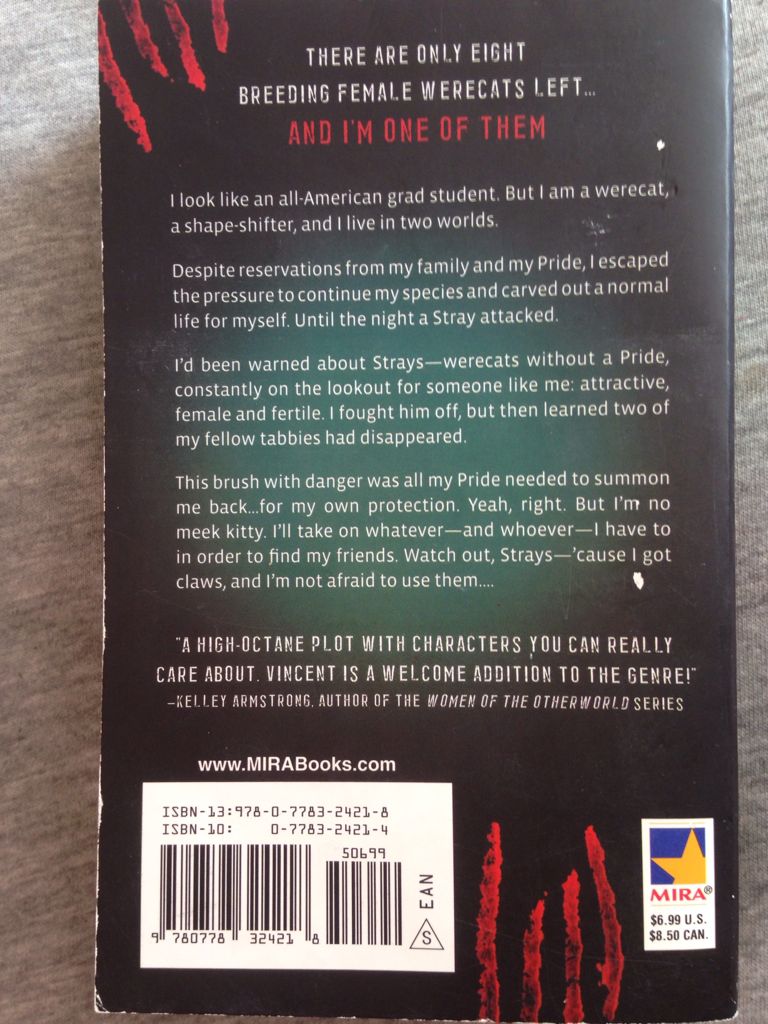 THERE ARE ONLY EIGHT
BREEDING FEMALE WERECATS LEFT...
AND I'M ONE OF THEM
I look like an all-American grad student. But I am a werecat,
a shape-shifter, and I live in two worlds.
Despite reservations from my family and my Pride, I escaped
the pressure to continue my species and carved out a normal
life for myself. Until the night a Stray attacked.
I'd been warned about Strays—werecats without a Pride,
constantly on the lookout for someone like me: attractive,
female and fertile. I fought him off, but then learned two of
my fellow tabbies had disappeared.
This brush with danger was all my Pride needed to summon
me back...for my own protection. Yeah, right. But I'm no
meek kitty. I'll take on whatever—and whoever—I have to
in order to find my friends. Watch out, Strays—'cause I got
claws, and I'm not afraid to use them....
"A HIGH-OCTANE PLOT WITH CHARACTERS YOU CAN REALLY
CARE ABOUT. VINCENT IS A WELCOME ADDITION TO THE GENRE!"
—KELLEY ARMSTRONG, AUTHOR OF THE WOMEN OF THE OTHERWORLD SERIES
www.MIRABooks.com
ISBN-13:978-0-7783-2421-8
ISBN-10: 0-7783-2421-4
50699
EAN
S
9 780778 32421 8
MIRA®
$6.99 U.S.
$8.50 CAN.